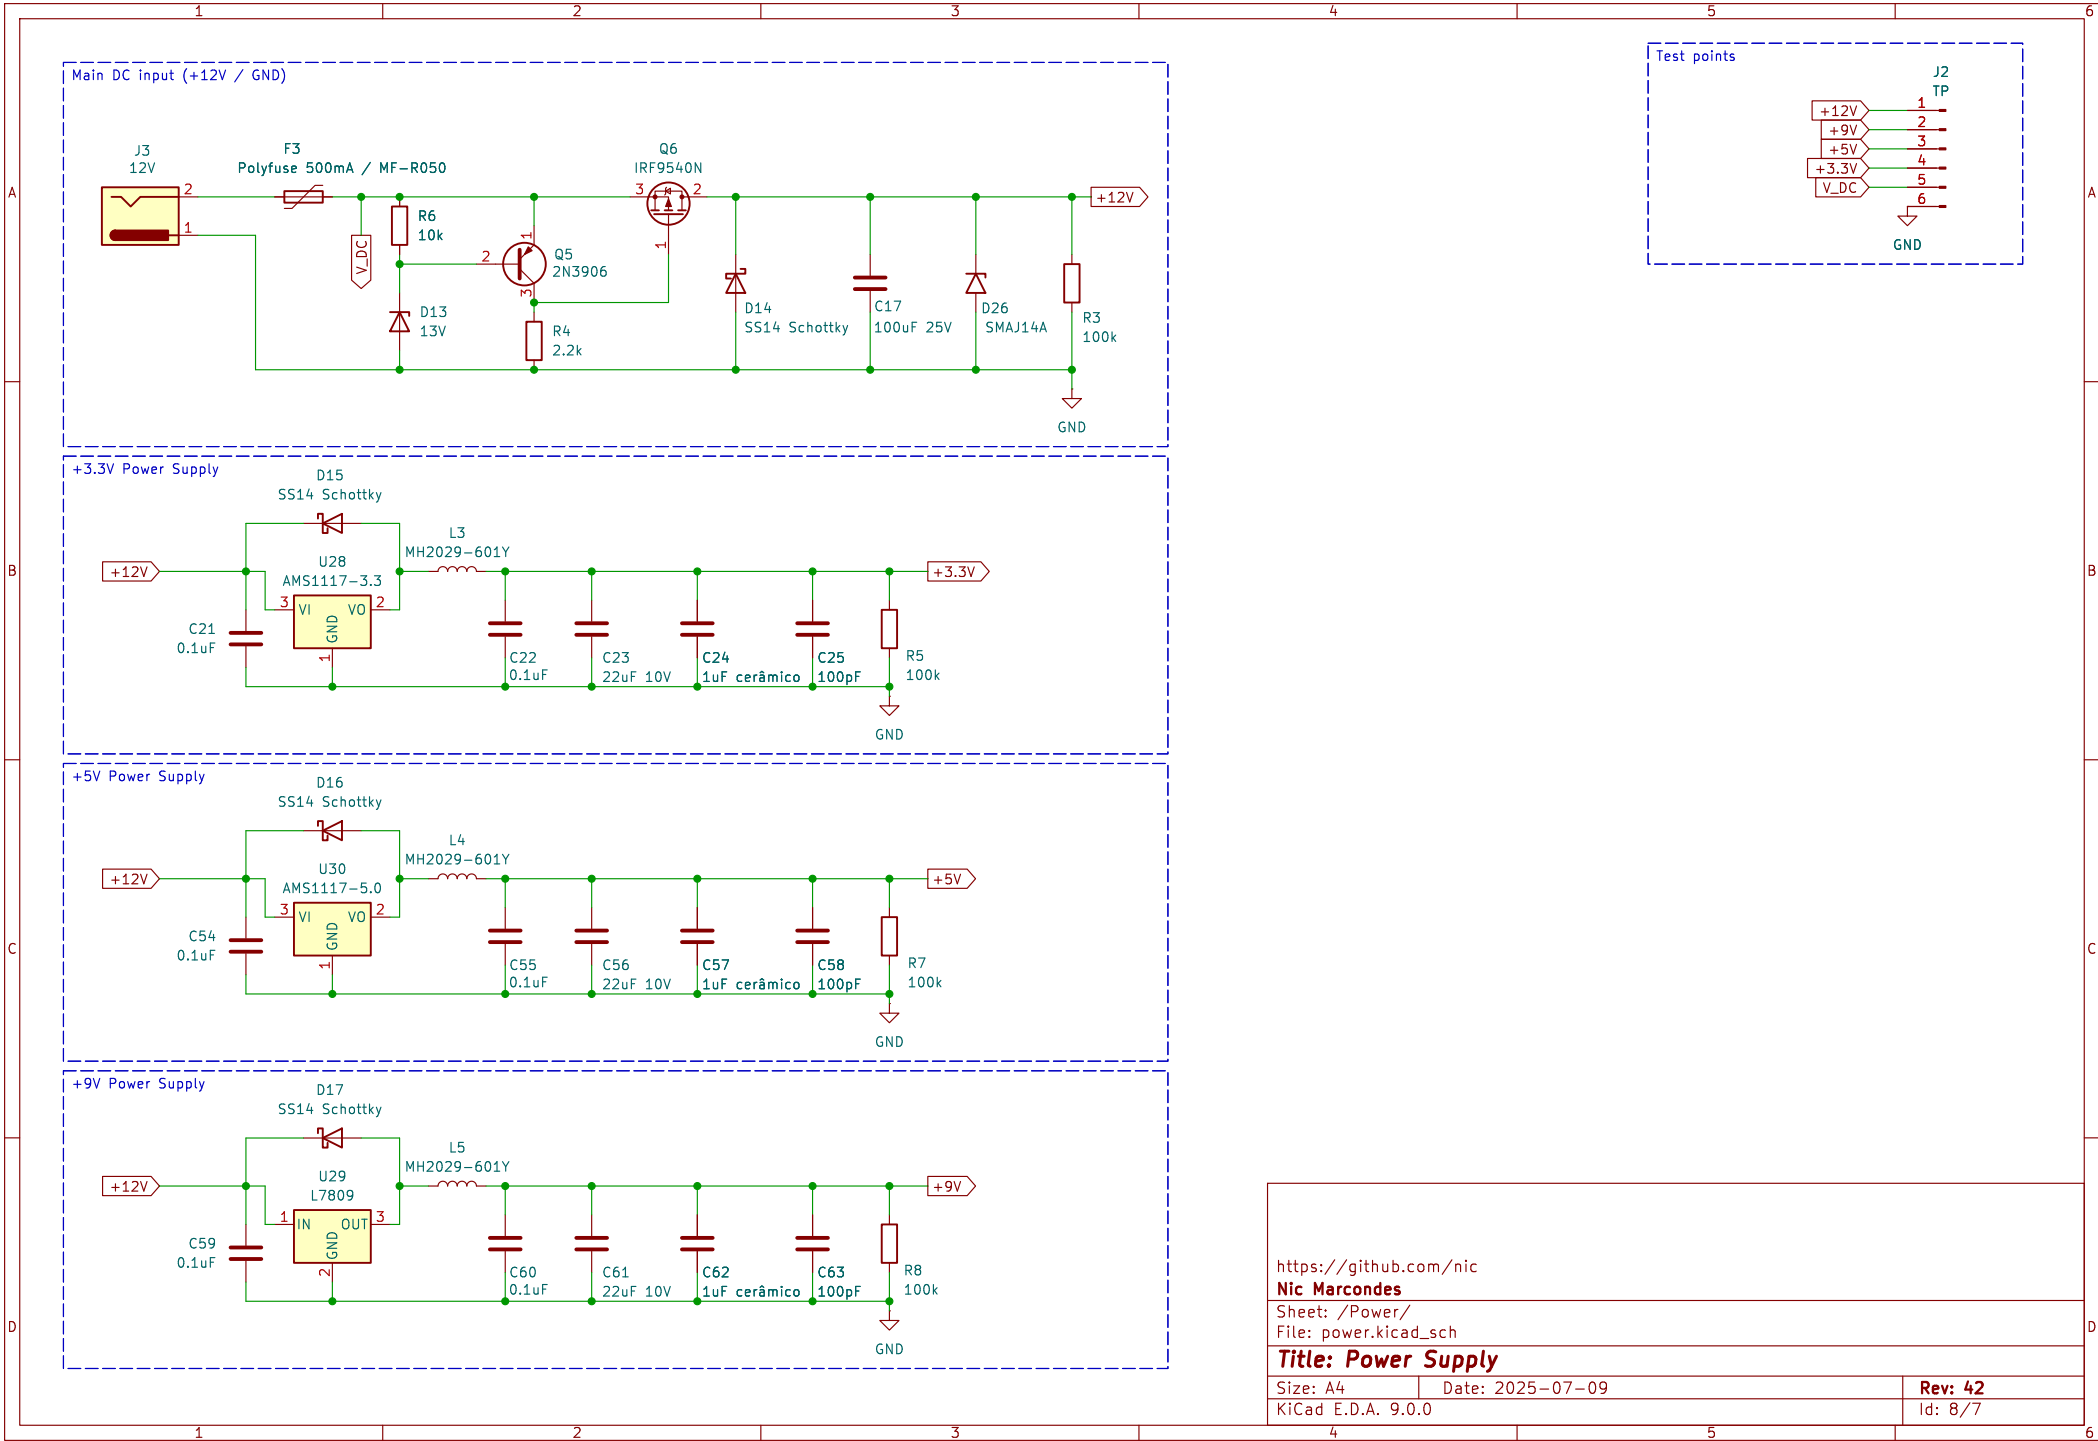 1 2 3 4 5 6
A
B
C
D
A
B
C
D
Main DC input (+12V / GND)
J3
12V
2
1
F3
Polyfuse 500mA / MF-R050
V_DC
R6
10k
D13
13V
2
1
3
Q5
2N3906
R4
2.2k
Q6
IRF9540N
3
2
1
D14
SS14 Schottky
C17
100uF 25V
D26
SMAJ14A
R3
100k
+12V
GND
Test points
J2
TP
+12V 1
+9V 2
+5V 3
+3.3V 4
V_DC 5
6
GND
+3.3V Power Supply
D15
SS14 Schottky
L3
MH2029-601Y
+12V
U28
AMS1117-3.3
3 VI VO 2
GND
1
C21
0.1uF
C22
0.1uF
C23
22uF 10V
C24
1uF cerâmico
C25
100pF
R5
100k
+3.3V
GND
+5V Power Supply
D16
SS14 Schottky
L4
MH2029-601Y
+12V
U30
AMS1117-5.0
3 VI VO 2
GND
1
C54
0.1uF
C55
0.1uF
C56
22uF 10V
C57
1uF cerâmico
C58
100pF
R7
100k
+5V
GND
+9V Power Supply
D17
SS14 Schottky
L5
MH2029-601Y
+12V
U29
L7809
1 IN OUT 3
GND
2
C59
0.1uF
C60
0.1uF
C61
22uF 10V
C62
1uF cerâmico
C63
100pF
R8
100k
+9V
GND
https://github.com/nic
Nic Marcondes
Sheet: /Power/
File: power.kicad_sch
Title: Power Supply
Size: A4 Date: 2025-07-09 Rev: 42
KiCad E.D.A. 9.0.0 Id: 8/7
1 2 3 4 5 6